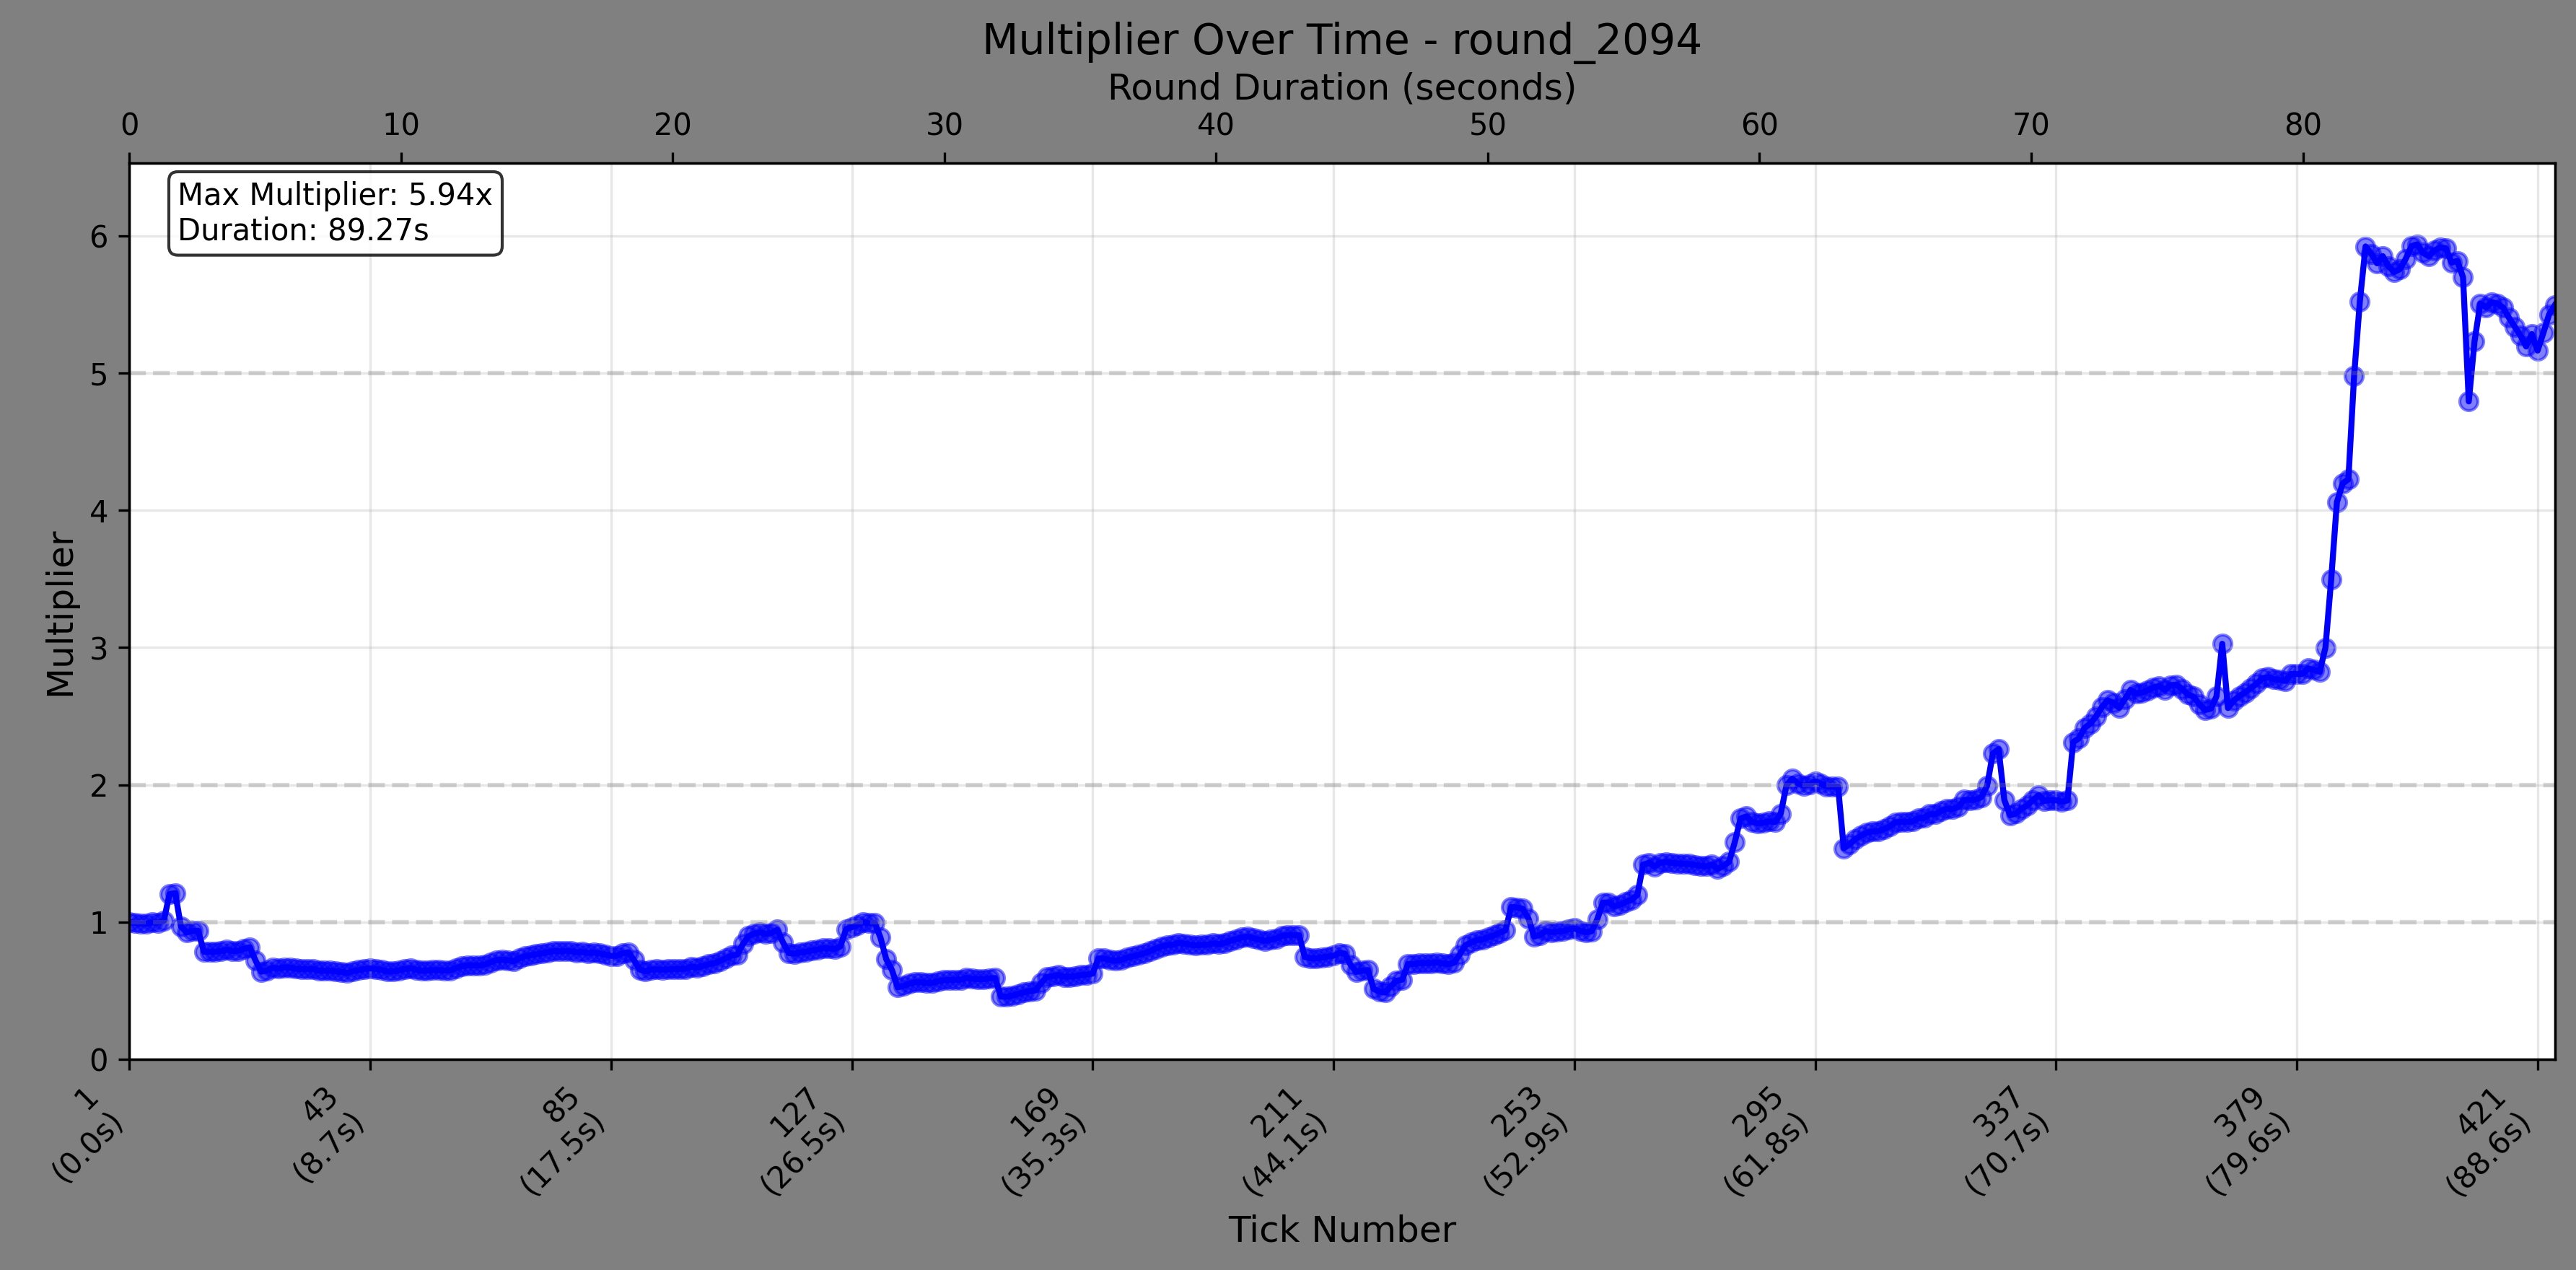 Multiplier Over Time - round_2094
Round Duration (seconds)
0 10 20 30 40 50 60 70 80
Max Multiplier: 5.94x
Duration: 89.27s
6
5
4
3
2
1
0
Multiplier
1
(0.0s)
43
(8.7s)
85
(17.5s)
127
(26.5s)
169
(35.3s)
211
(44.1s)
253
(52.9s)
295
(61.8s)
337
(70.7s)
379
(79.6s)
421
(88.6s)
Tick Number